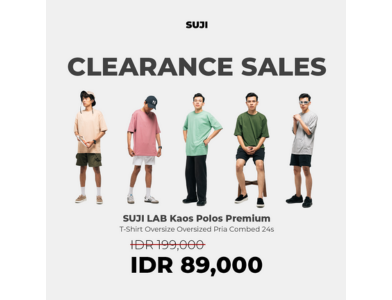 SUJI
CLEARANCE SALES
SUJI LAB Kaos Polos Premium
T-Shirt Oversize Oversized Pria Combed 24s
IDR 199,000
IDR 89,000